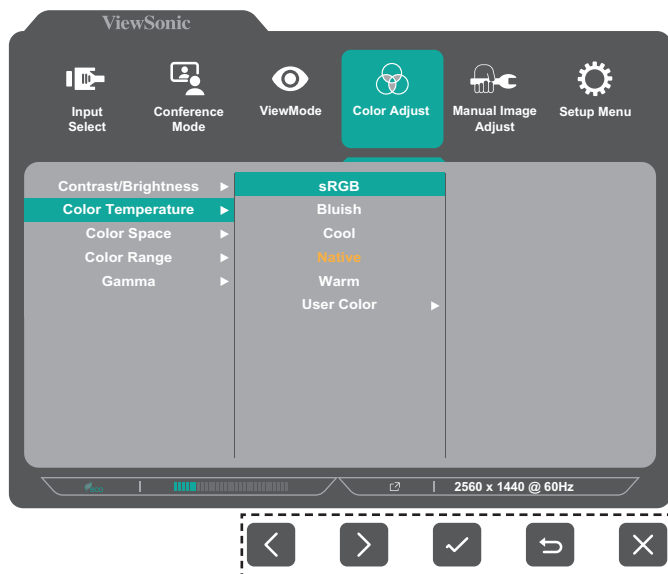 ViewSonic
Input
Select
Conference
Mode
ViewMode
Color Adjust
Manual Image
Adjust
Setup Menu
Contrast/Brightness
Color Temperature
Color Space
Color Range
Gamma
sRGB
Bluish
Cool
Native
Warm
User Color
eco
2560 x 1440 @ 60Hz